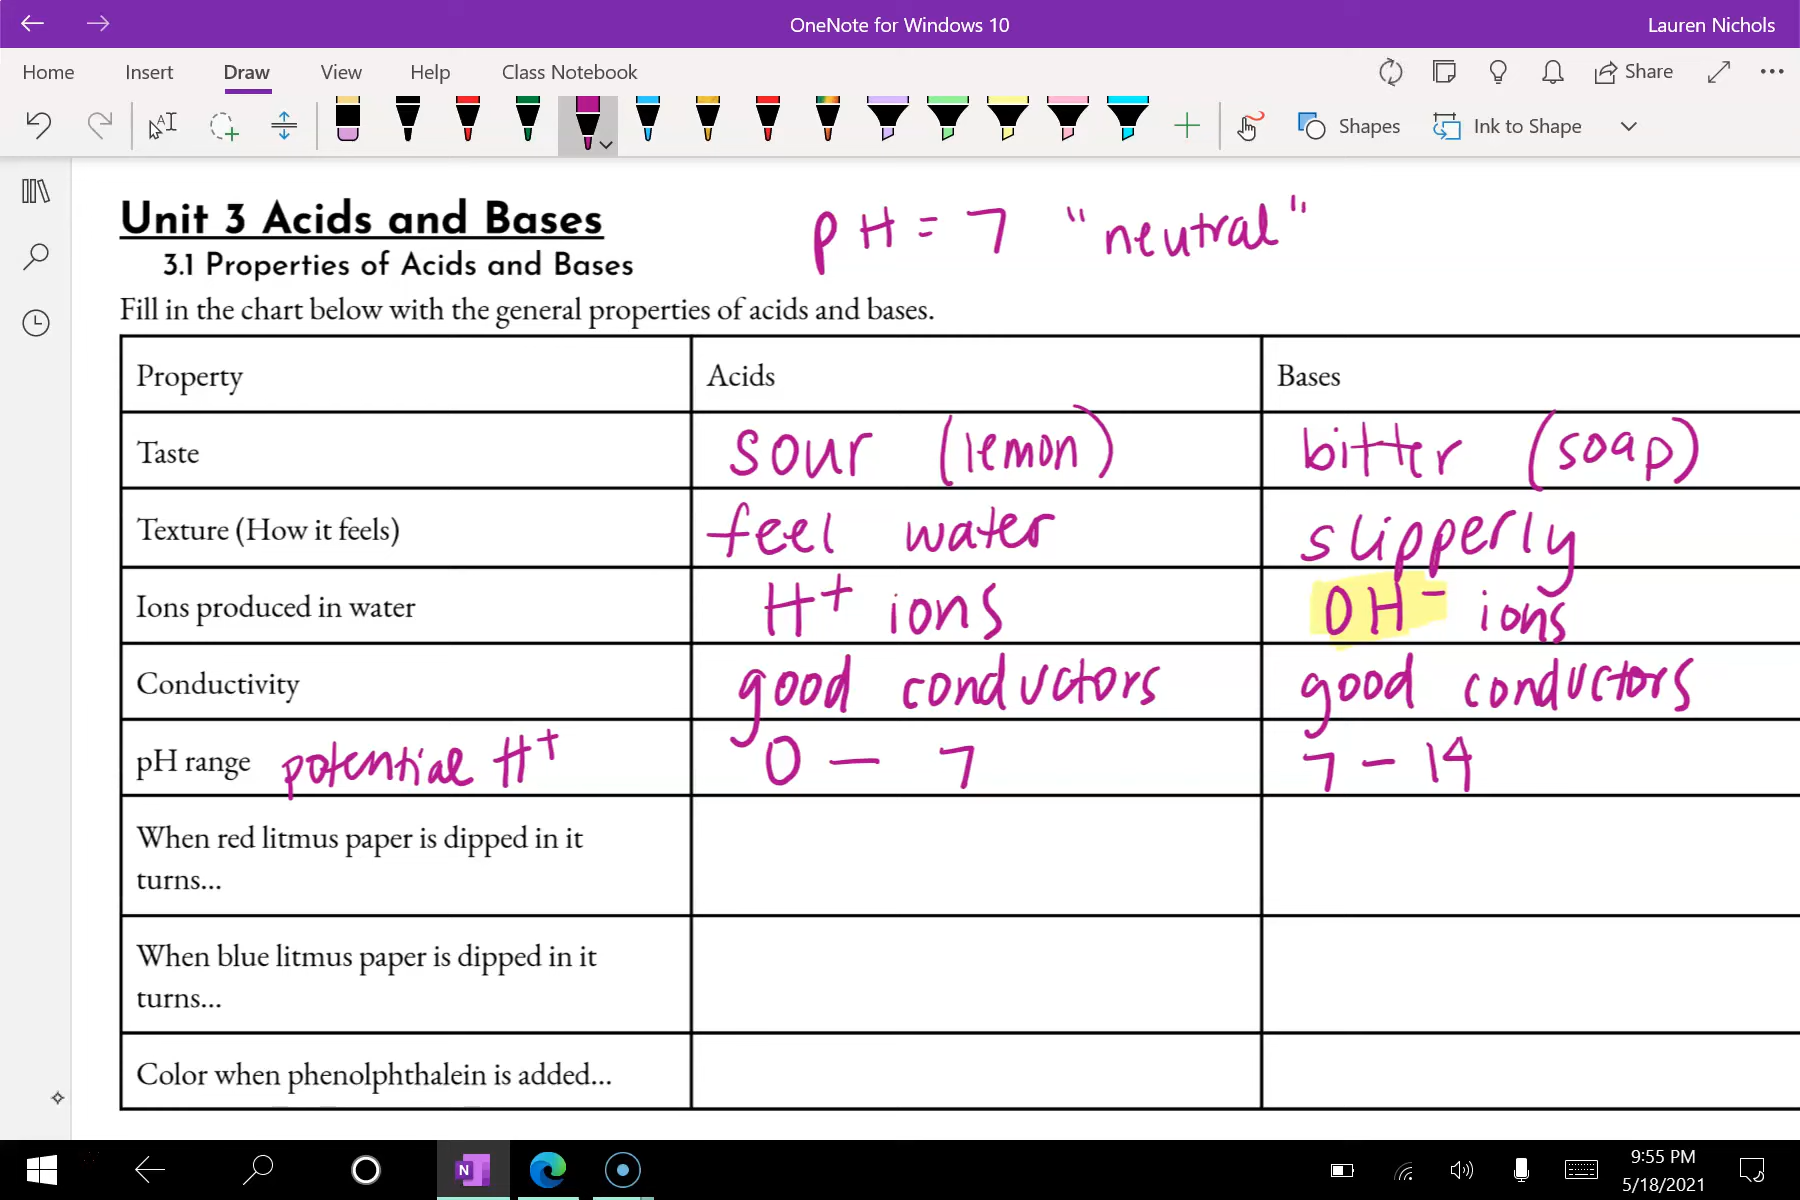 OneNote for Windows 10
Lauren Nichols
Home Insert Draw View Help Class Notebook
Share
Shapes Ink to Shape
Unit 3 Acids and Bases
pH = 7 "neutral"
3.1 Properties of Acids and Bases
Fill in the chart below with the general properties of acids and bases.
Property Acids Bases
Taste sour (lemon) bitter (soap)
Texture (How it feels) feel water slipperly
Ions produced in water H+ ions OH- ions
Conductivity good conductors good conductors
pH range potential H+ 0 — 7 7 - 14
When red litmus paper is dipped in it
turns...
When blue litmus paper is dipped in it
turns...
Color when phenolphthalein is added...
9:55 PM
5/18/2021